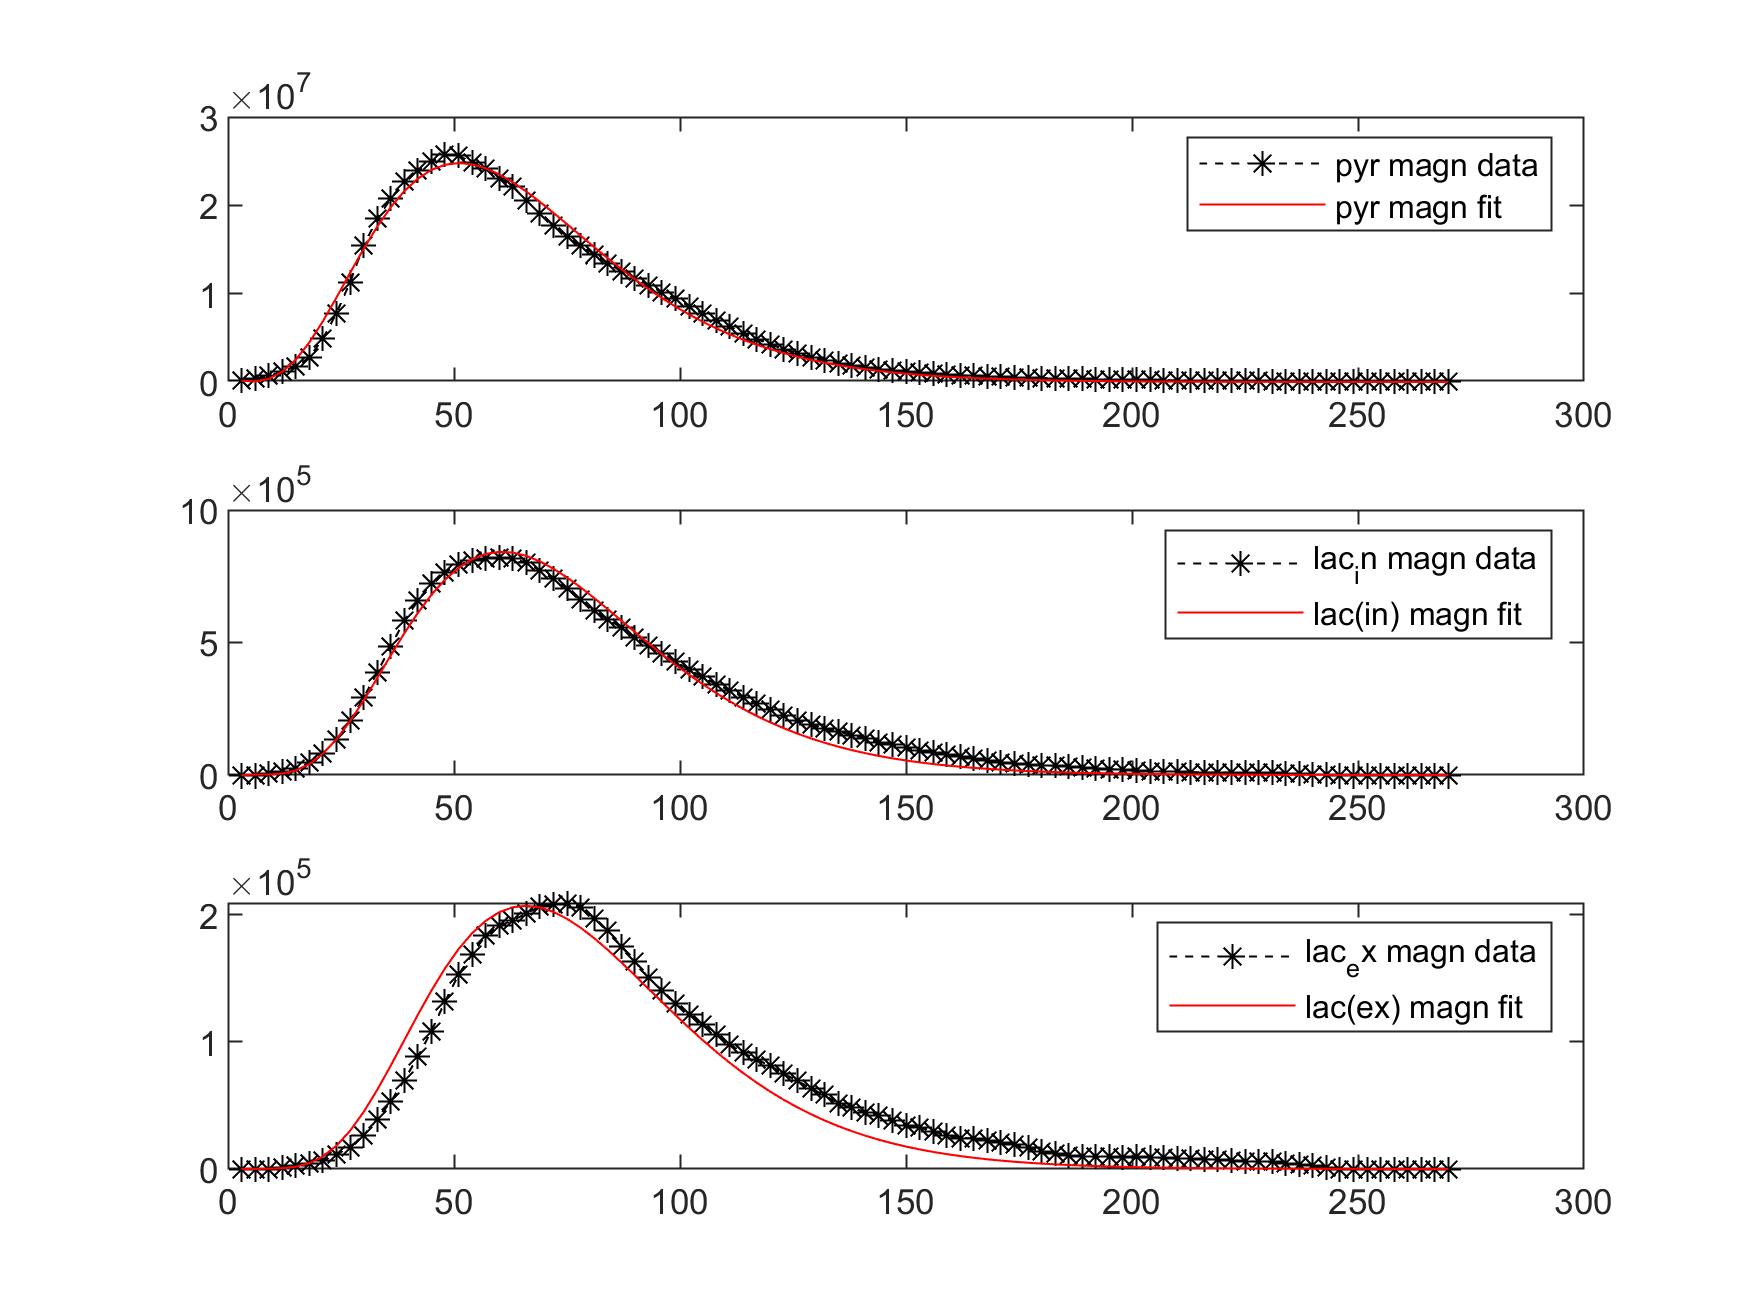 ×10^7
3
2
1
0
0 50 100 150 200 250 300
pyr magn data
pyr magn fit
×10^5
10
5
0
0 50 100 150 200 250 300
lac_in magn data
lac(in) magn fit
×10^5
2
1
0
0 50 100 150 200 250 300
lac_ex magn data
lac(ex) magn fit